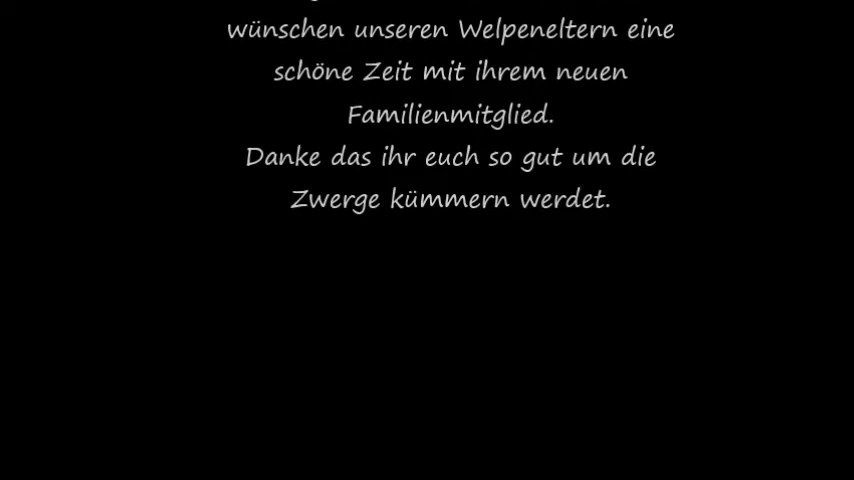 wünschen unseren Welpeneltern eine
schöne Zeit mit ihrem neuen
Familienmitglied.
Danke das ihr euch so gut um die
Zwerge kümmern werdet.